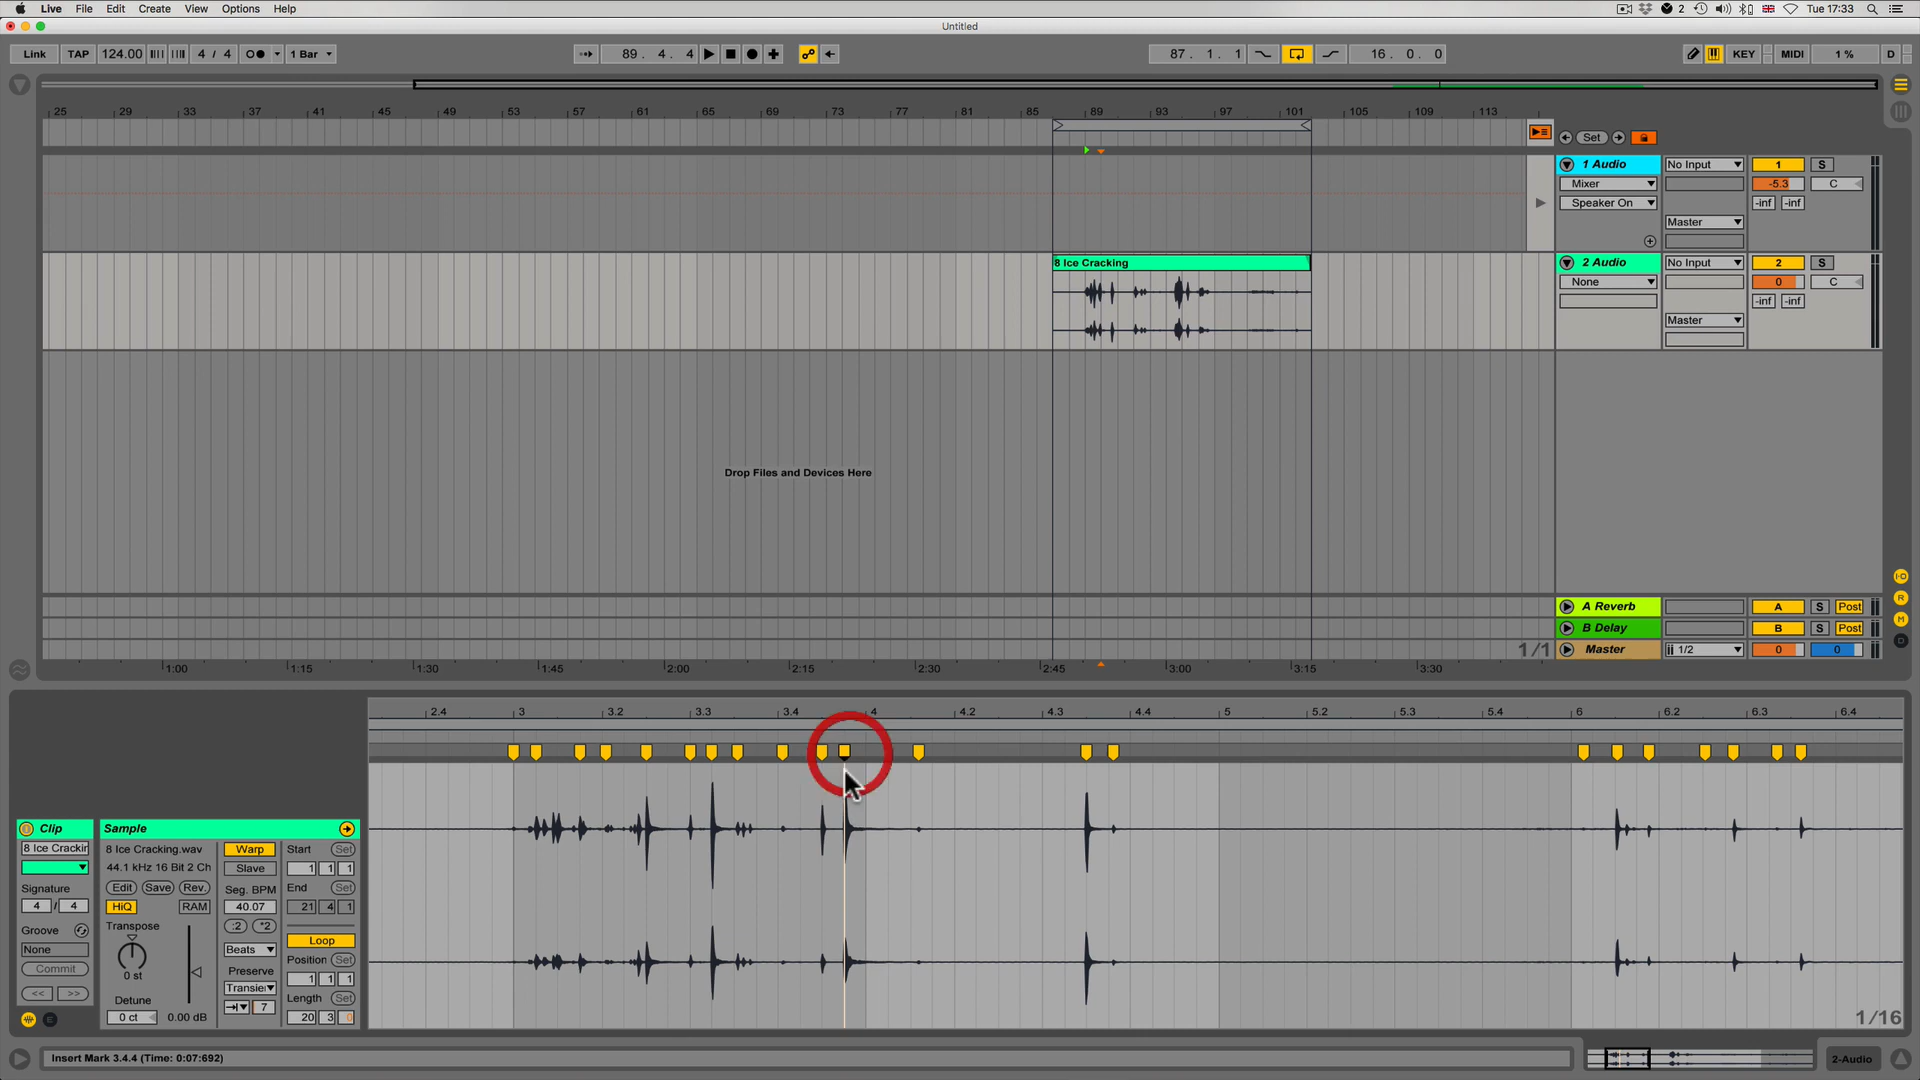 Live File Edit Create View Options Help
2 Tue 17:33
Untitled
Link TAP 124.00 4 / 4 1 Bar 89. 4. 4 87. 1. 1 16. 0. 0 KEY MIDI 1 % D
25 29 33 37 41 45 49 53 57 61 65 69 73 77 81 85 89 93 97 101 105 109 113
Set
1 Audio No Input 1 S
Mixer -5.3 C
Speaker On -inf -inf
Master
8 Ice Cracking
2 Audio No Input 2 S
None 0 C
-inf -inf
Master
Drop Files and Devices Here
A Reverb A S Post
B Delay B S Post
1/1 Master 1/2 0 0
1:00 1:15 1:30 1:45 2:00 2:15 2:30 2:45 3:00 3:15 3:30
I·O
R
M
D
2.4 3 3.2 3.3 3.4 4 4.2 4.3 4.4 5 5.2 5.3 5.4 6 6.2 6.3 6.4
Clip Sample
8 Ice Crackin 8 Ice Cracking.wav Warp Start Set
44.1 kHz 16 Bit 2 Ch Slave 1 1 1
Signature Edit Save Rev. Seg. BPM End Set
4 / 4 HiQ RAM 40.07 21 4 1
Groove Transpose :2 *2
None Beats Loop
Commit 0 st Preserve Position Set
<< >> Transier 1 1 1
Detune Length Set
0 ct 0.00 dB 7 20 3 0
E
1/16
Insert Mark 3.4.4 (Time: 0:07:692) 2-Audio